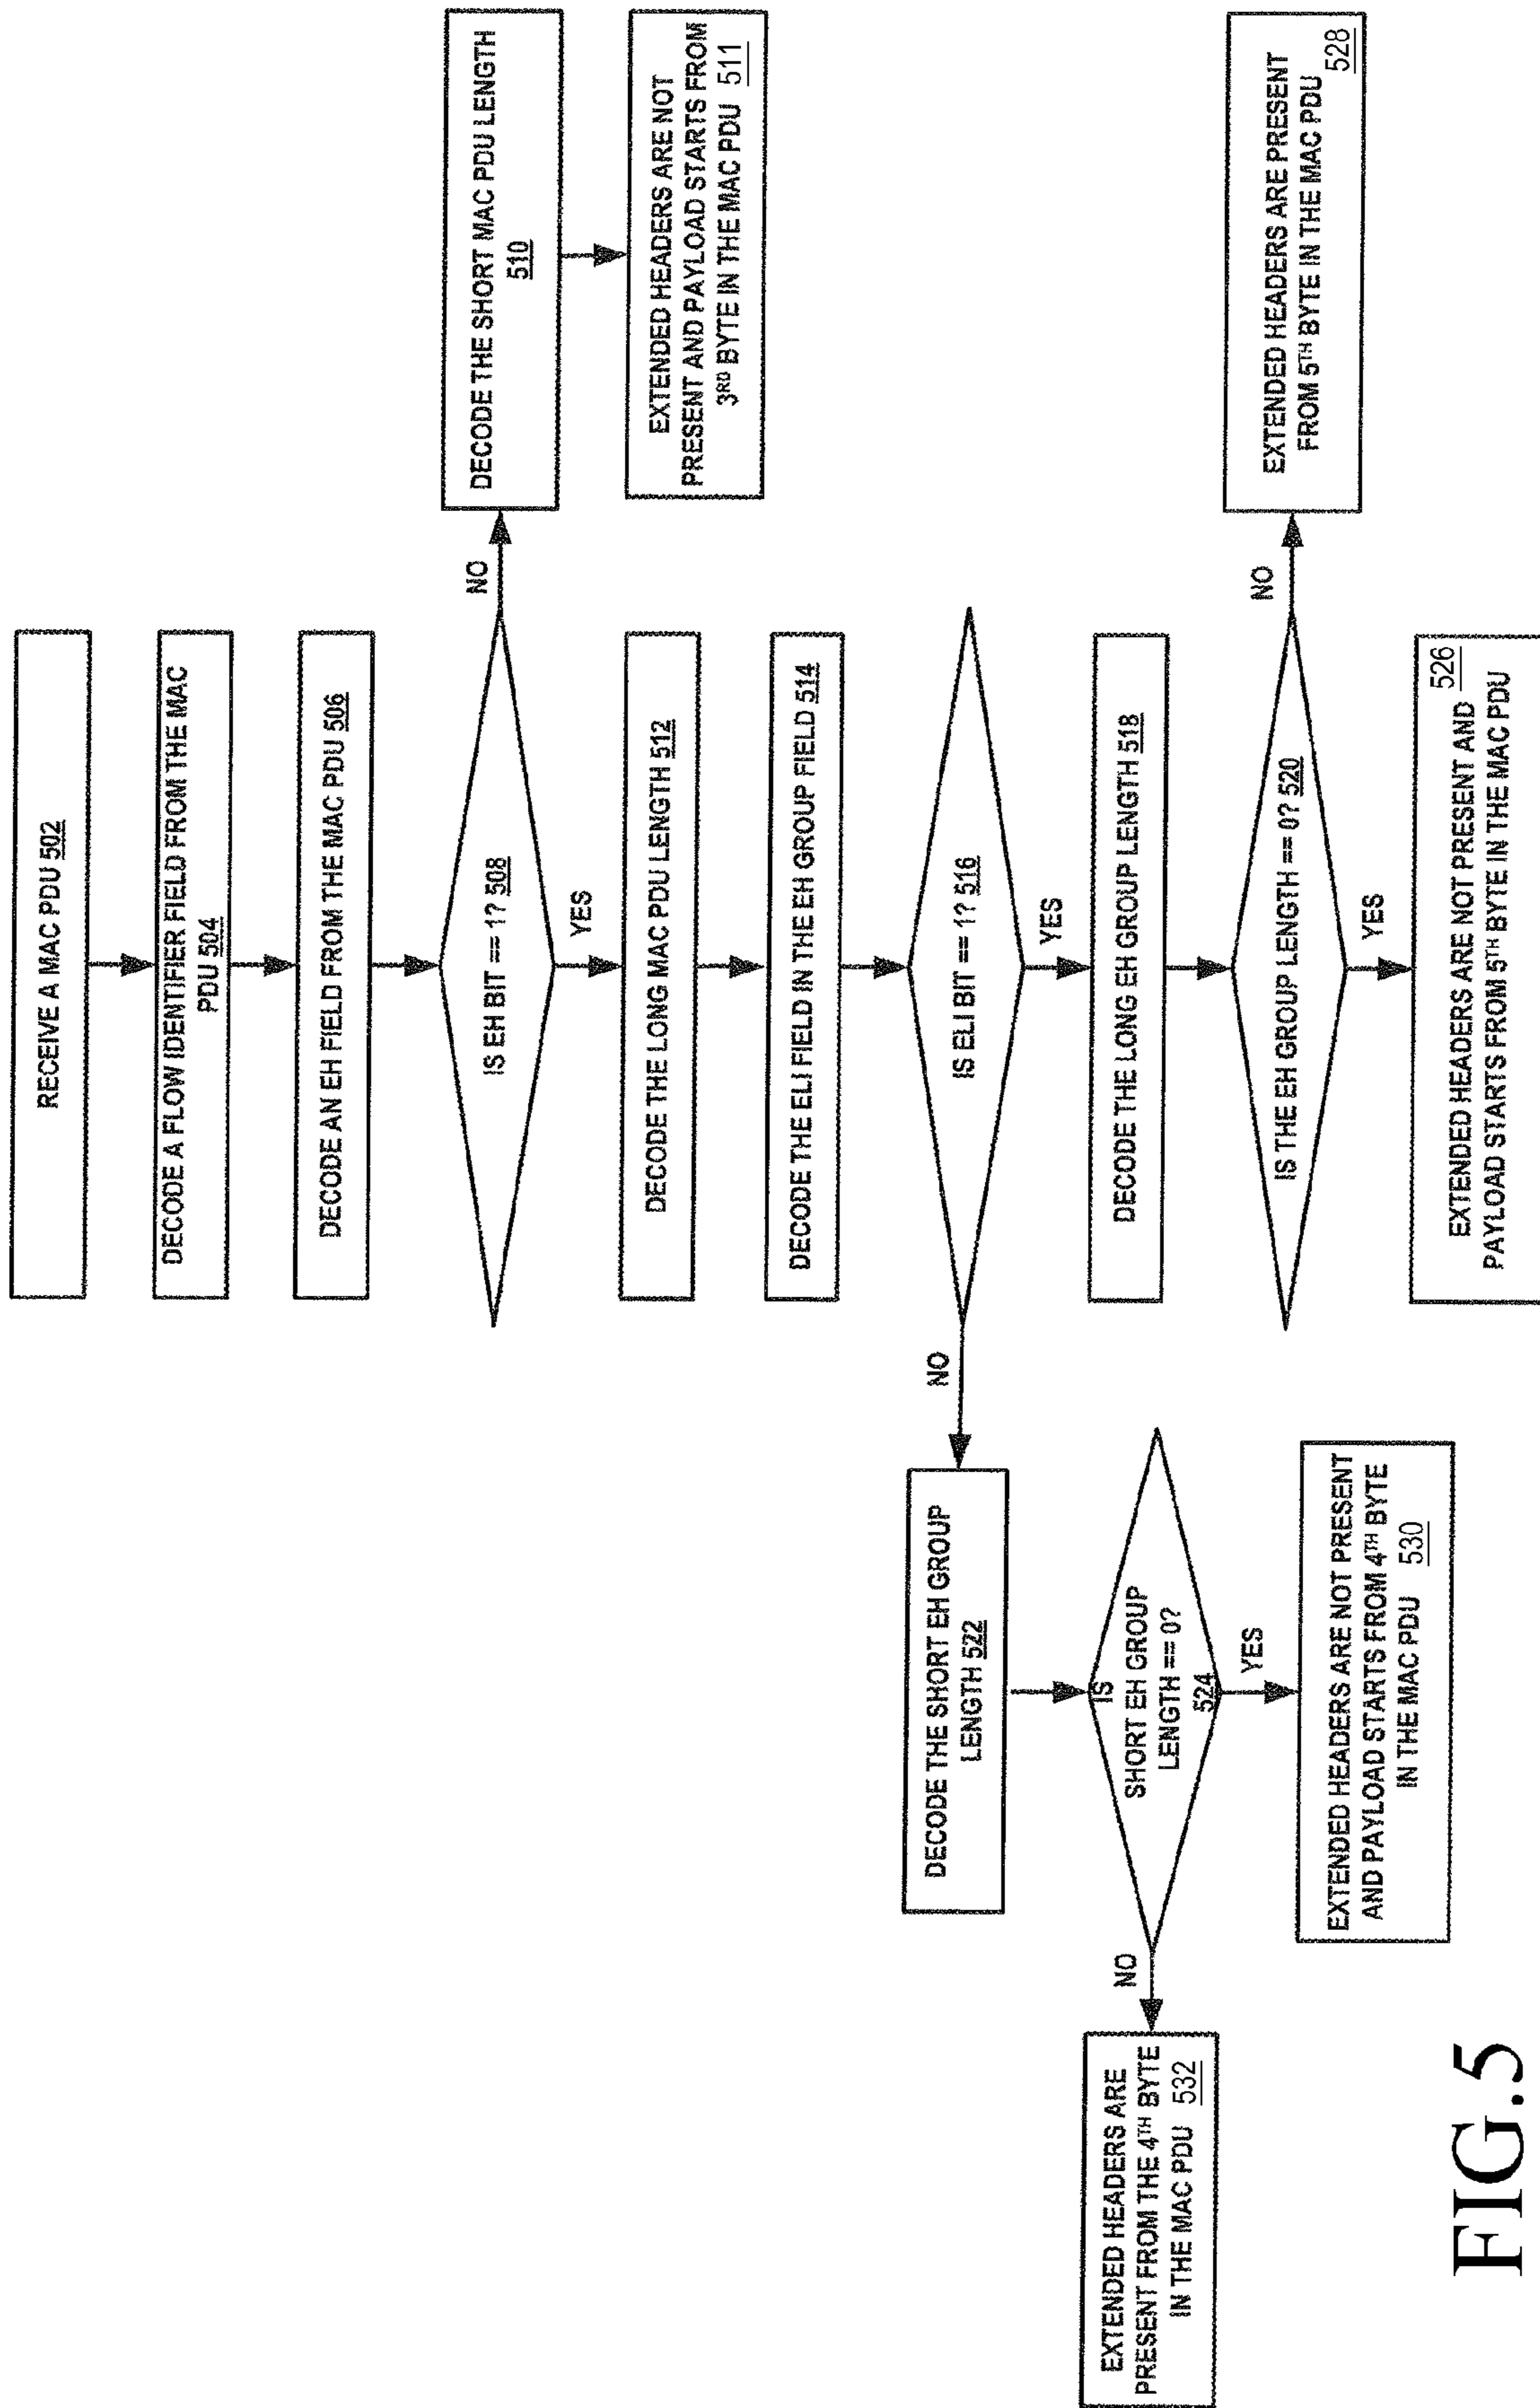 RECEIVE A MAC PDU 502
DECODE A FLOW IDENTIFIER FIELD FROM THE MAC
PDU 504
DECODE AN EH FIELD FROM THE MAC PDU 506
IS EH BIT == 1? 508
NO
DECODE THE SHORT MAC PDU LENGTH
510
EXTENDED HEADERS ARE NOT
PRESENT AND PAYLOAD STARTS FROM
3RD BYTE IN THE MAC PDU 511
YES
DECODE THE LONG MAC PDU LENGTH 512
DECODE THE ELI FIELD IN THE EH GROUP FIELD 514
IS ELI BIT == 1? 516
NO
YES
DECODE THE SHORT EH GROUP
LENGTH 522
IS
SHORT EH GROUP
LENGTH == 0?
524
NO
YES
EXTENDED HEADERS ARE
PRESENT FROM THE 4TH BYTE
IN THE MAC PDU 532
EXTENDED HEADERS ARE NOT PRESENT
AND PAYLOAD STARTS FROM 4TH BYTE
IN THE MAC PDU 530
DECODE THE LONG EH GROUP LENGTH 518
IS THE EH GROUP LENGTH == 0? 520
NO
YES
EXTENDED HEADERS ARE PRESENT
FROM 5TH BYTE IN THE MAC PDU
528
526
EXTENDED HEADERS ARE NOT PRESENT AND
PAYLOAD STARTS FROM 5TH BYTE IN THE MAC PDU
FIG.5